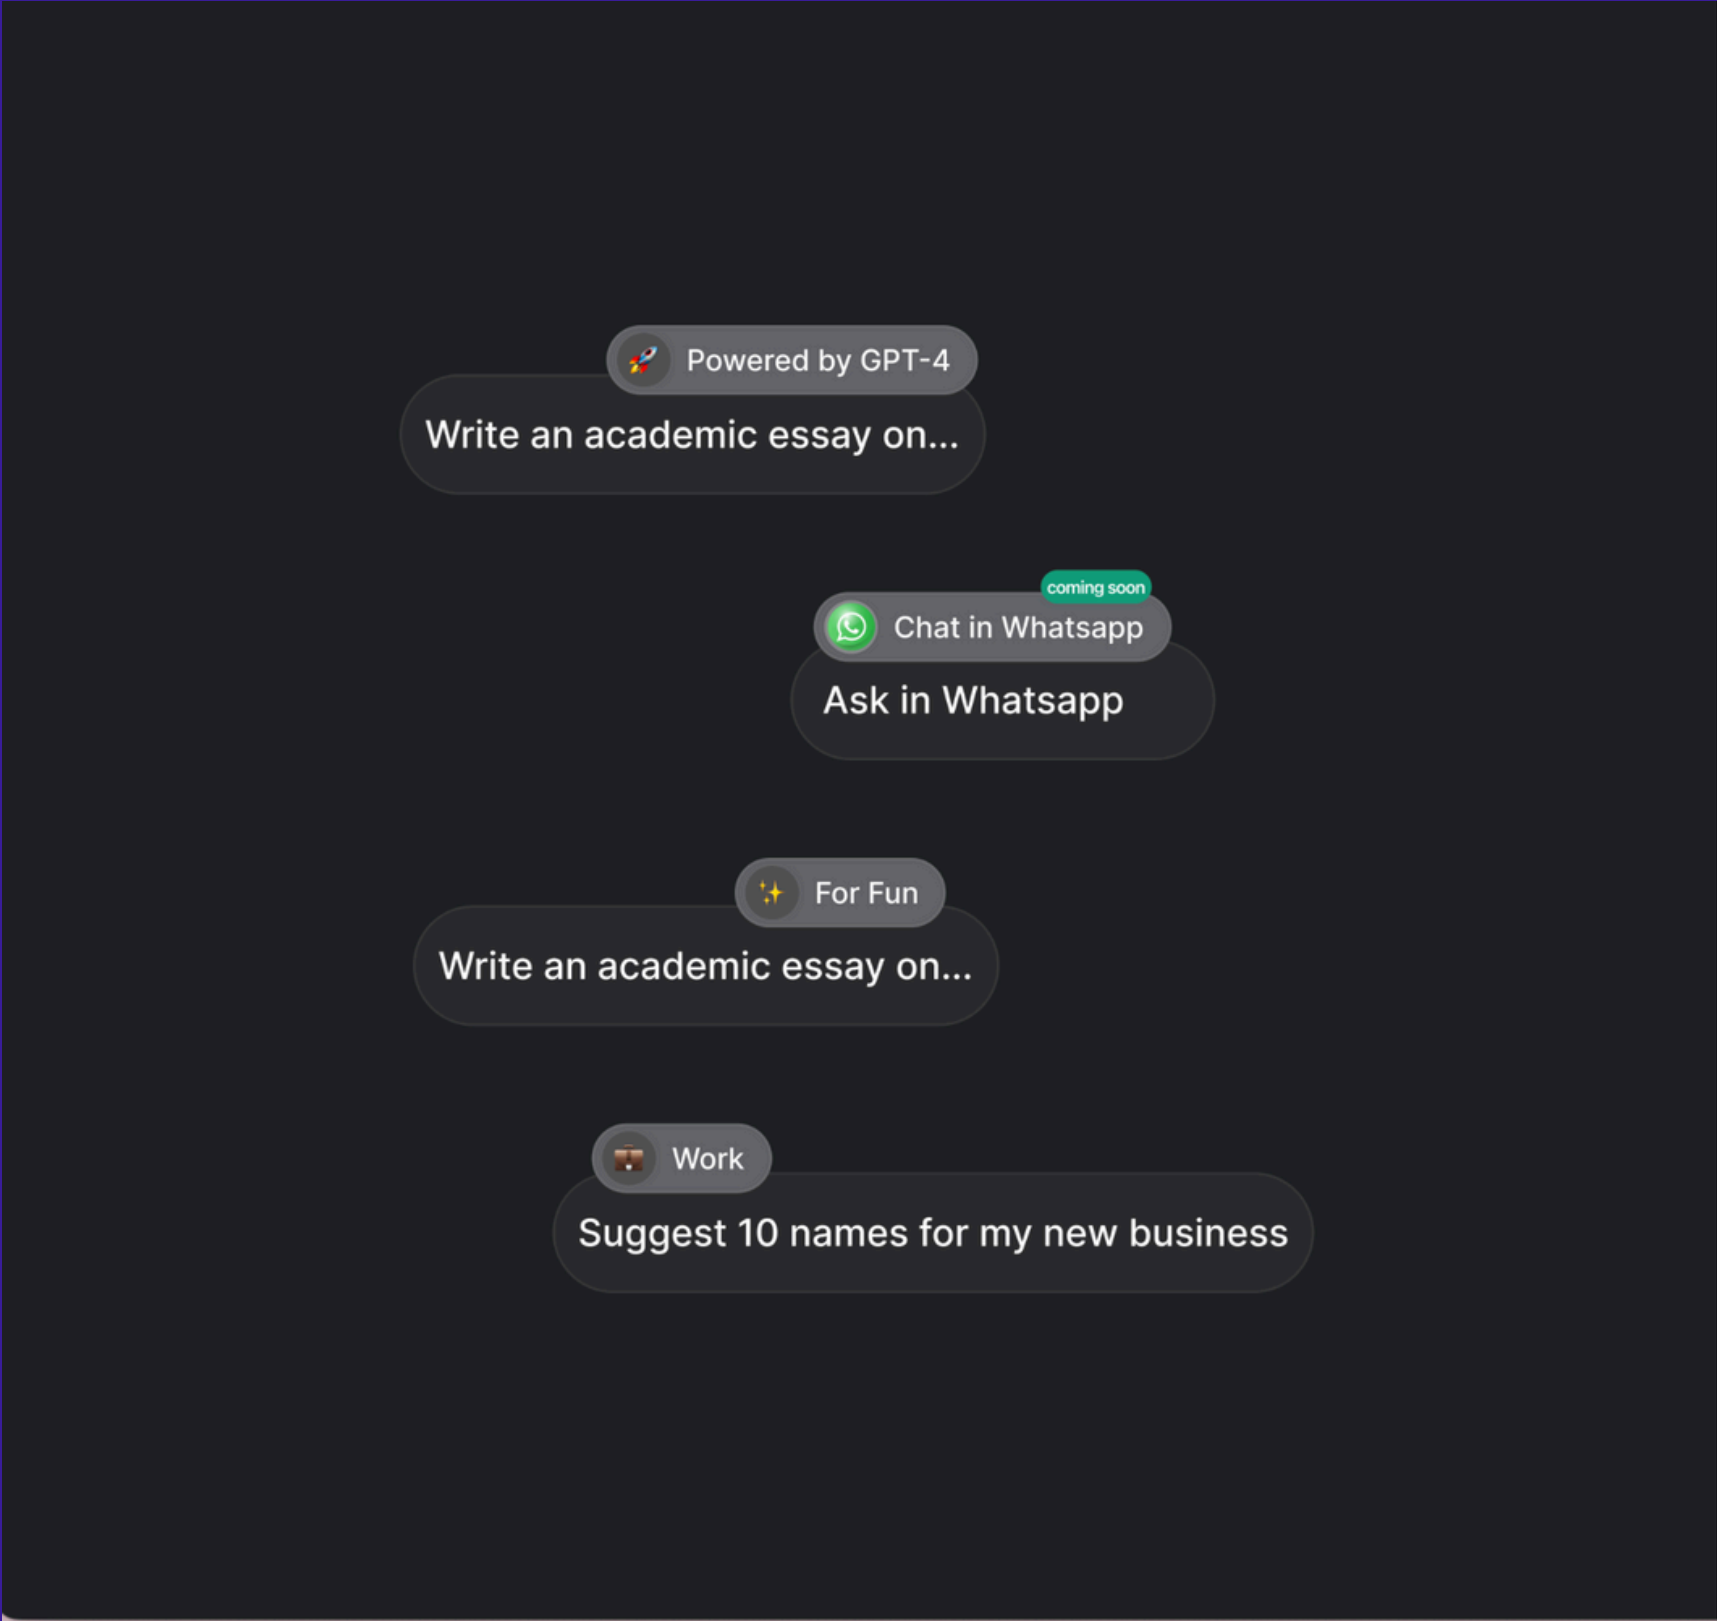 Powered by GPT-4
Write an academic essay on...
coming soon
Chat in Whatsapp
Ask in Whatsapp
For Fun
Write an academic essay on...
Work
Suggest 10 names for my new business